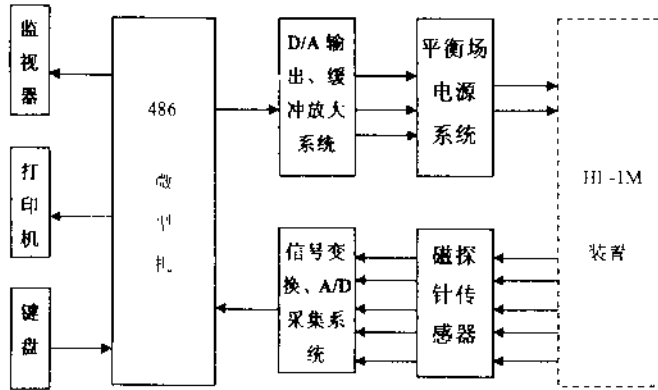 监
视
器
打
印
机
键
盘
486
微
型
机
D/A 输
出、缓
冲放大
系统
信号变
换、A/D
采集系
统
平衡场
电源
系统
磁探
针传
感器
HL-1M
装置